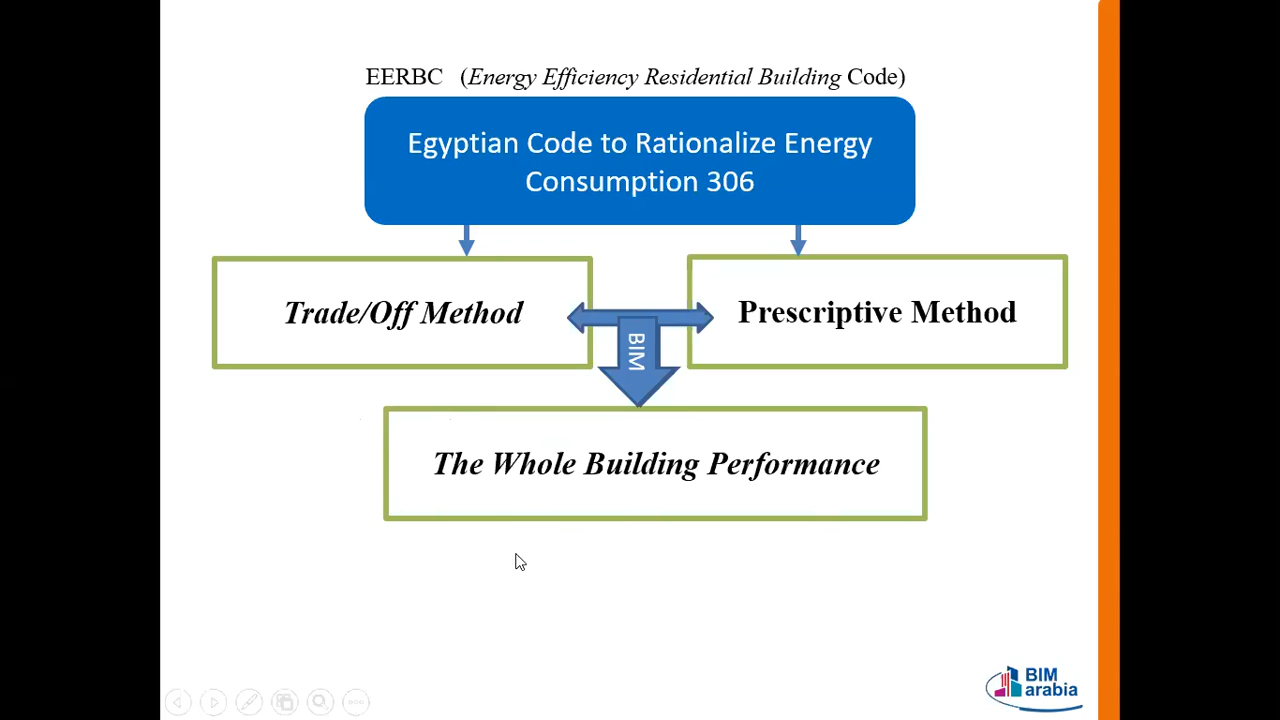 EERBC (Energy Efficiency Residential Building Code)
Egyptian Code to Rationalize Energy
Consumption 306
Trade/Off Method
Prescriptive Method
BIM
The Whole Building Performance
BIM
arabia